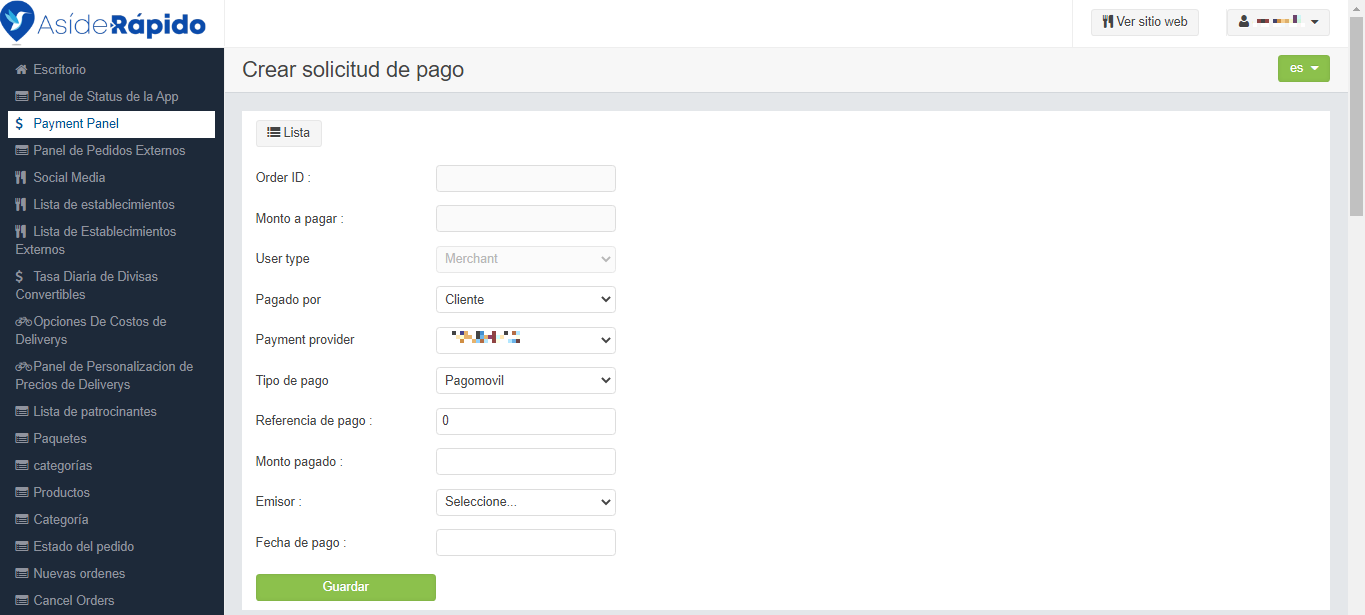 AsídeRápido
Ver sitio web
Crear solicitud de pago
es
Escritorio
Panel de Status de la App
Payment Panel
Panel de Pedidos Externos
Social Media
Lista de establecimientos
Lista de Establecimientos
Externos
Tasa Diaria de Divisas
Convertibles
Opciones De Costos de
Deliverys
Panel de Personalizacion de
Precios de Deliverys
Lista de patrocinantes
Paquetes
categorías
Productos
Categoría
Estado del pedido
Nuevas ordenes
Cancel Orders
Lista
Order ID :
Monto a pagar :
User type Merchant
Pagado por Cliente
Payment provider
Tipo de pago Pagomovil
Referencia de pago : 0
Monto pagado :
Emisor : Seleccione...
Fecha de pago :
Guardar